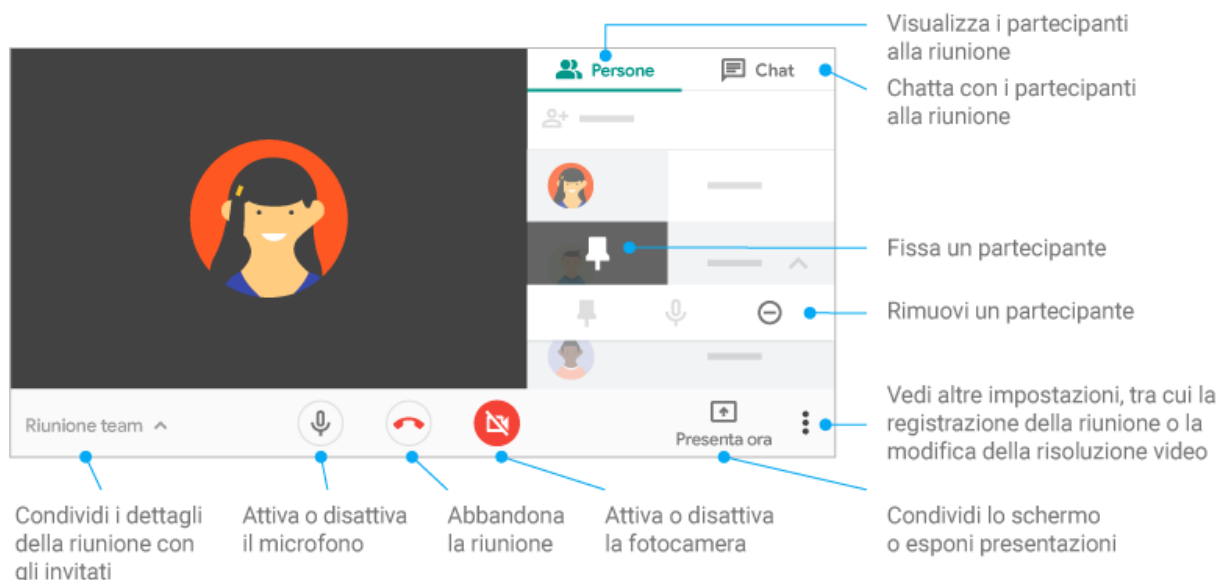 Visualizza i partecipanti
alla riunione
Persone
Chat
Chatta con i partecipanti
alla riunione
Fissa un partecipante
Rimuovi un partecipante
Vedi altre impostazioni, tra cui la
registrazione della riunione o la
modifica della risoluzione video
Riunione team
Presenta ora
Condividi i dettagli
della riunione con
gli invitati
Attiva o disattiva
il microfono
Abbandona
la riunione
Attiva o disattiva
la fotocamera
Condividi lo schermo
o esponi presentazioni